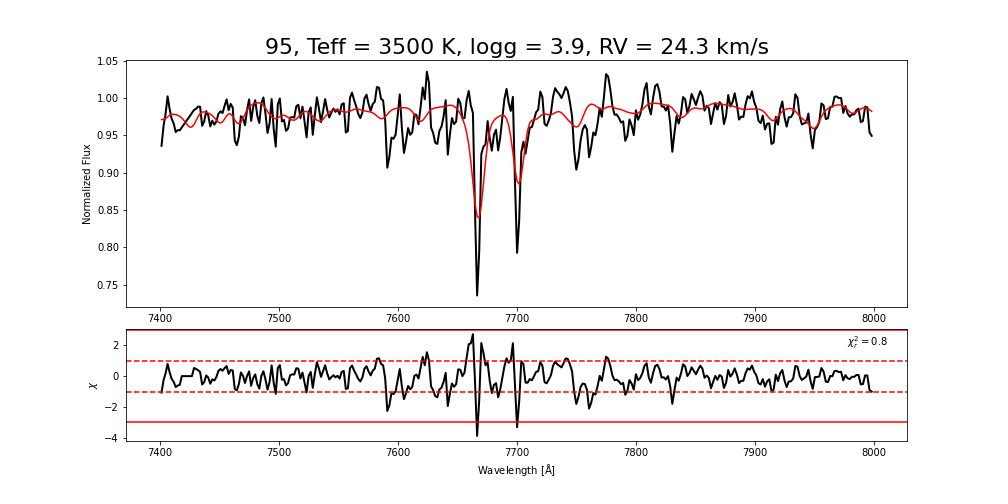 95, Teff = 3500 K, logg = 3.9, RV = 24.3 km/s
1.05
1.00
0.95
0.90
0.85
0.80
0.75
Normalized Flux
7400 7500 7600 7700 7800 7900 8000
χ²ᵣ = 0.8
2
0
−2
−4
χ
7400 7500 7600 7700 7800 7900 8000
Wavelength [Å]